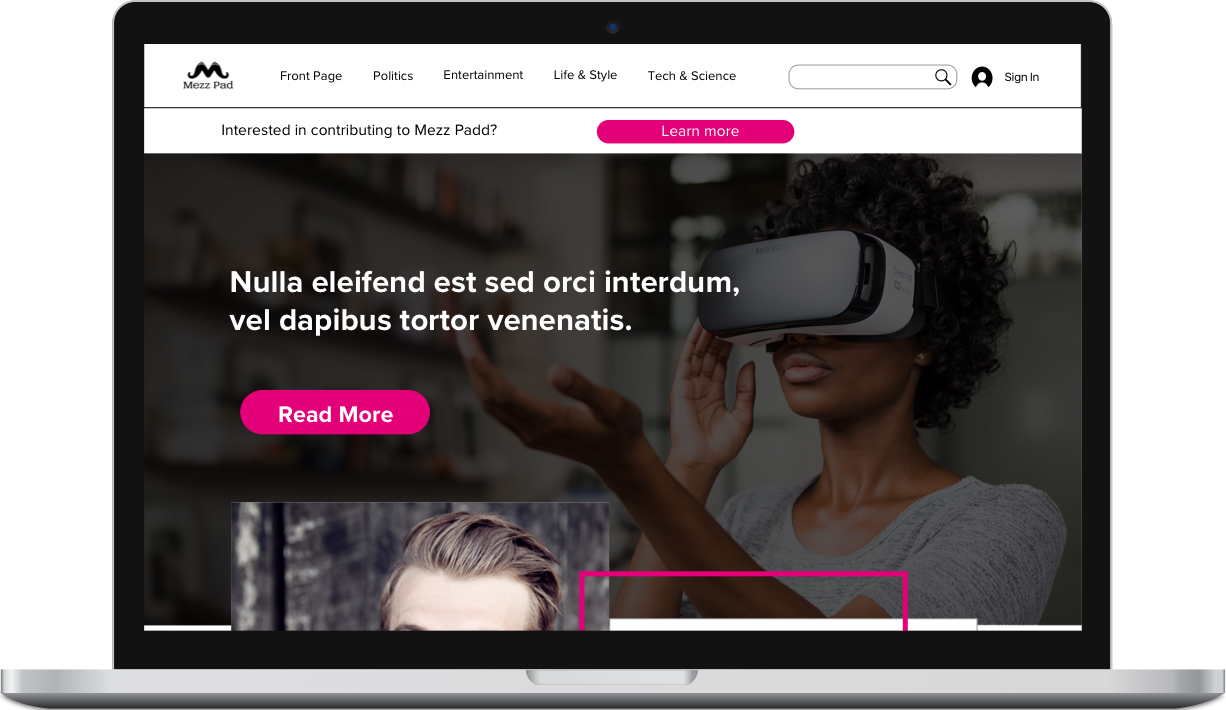 Mezz Pad
Front Page
Politics
Entertainment
Life & Style
Tech & Science
Sign In
Interested in contributing to Mezz Padd?
Learn more
Nulla eleifend est sed orci interdum,
vel dapibus tortor venenatis.
Read More